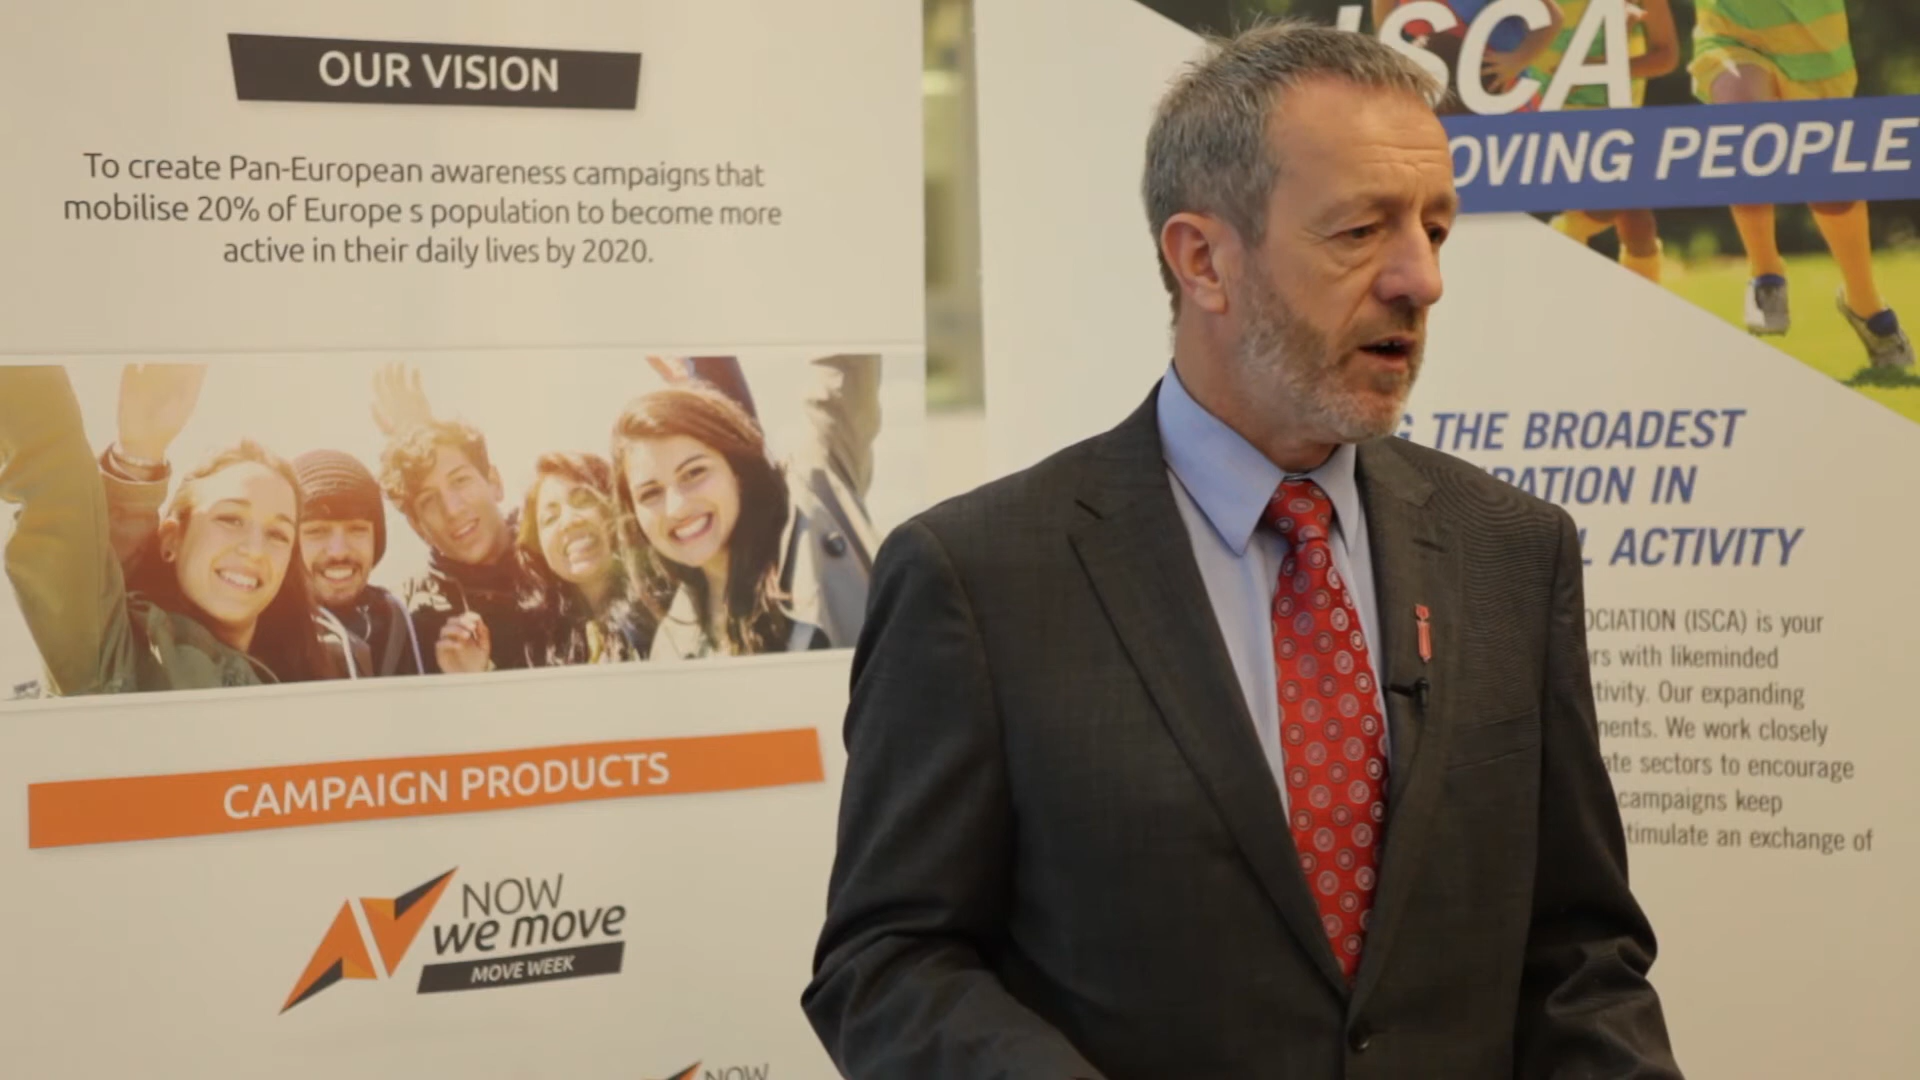 OUR VISION
To create Pan-European awareness campaigns that
mobilise 20% of Europe s population to become more
active in their daily lives by 2020.
CAMPAIGN PRODUCTS
NOW
we move
MOVE WEEK
NOW
ISCA
OVING PEOPLE
G THE BROADEST
PATION IN
L ACTIVITY
OCIATION (ISCA) is your
rs with likeminded
tivity. Our expanding
ments. We work closely
ate sectors to encourage
campaigns keep
timulate an exchange of